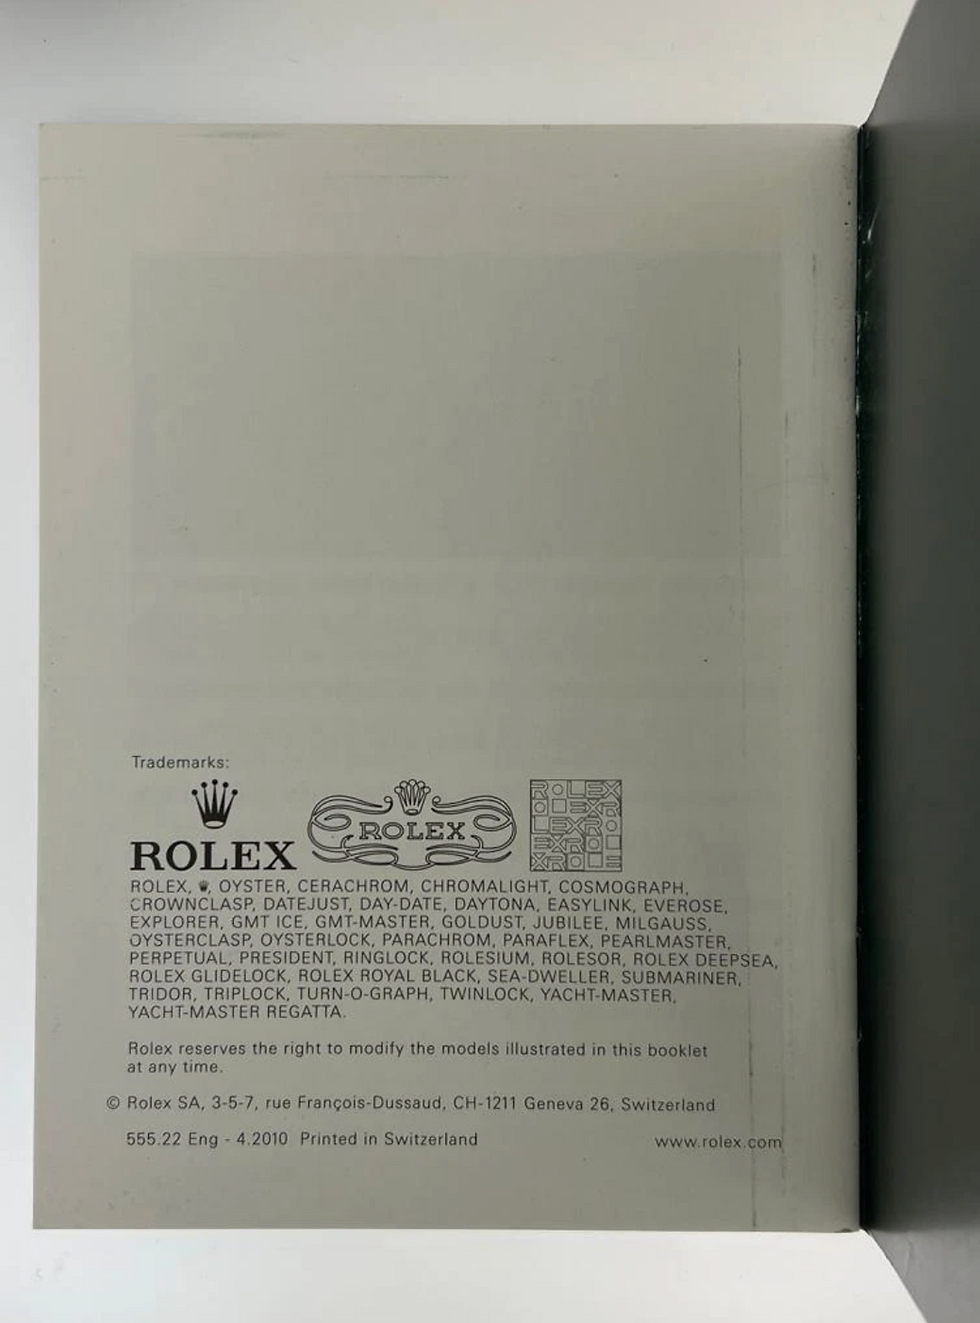 Trademarks:
ROLEX
ROLEX
ROLEX
OLEXR
LEXRO
EXROL
XROLE
ROLEX, OYSTER, CERACHROM, CHROMALIGHT, COSMOGRAPH,
CROWNCLASP, DATEJUST, DAY-DATE, DAYTONA, EASYLINK, EVEROSE,
EXPLORER, GMT ICE, GMT-MASTER, GOLDUST, JUBILEE, MILGAUSS,
OYSTERCLASP, OYSTERLOCK, PARACHROM, PARAFLEX, PEARLMASTER,
PERPETUAL, PRESIDENT, RINGLOCK, ROLESIUM, ROLESOR, ROLEX DEEPSEA,
ROLEX GLIDELOCK, ROLEX ROYAL BLACK, SEA-DWELLER, SUBMARINER,
TRIDOR, TRIPLOCK, TURN-O-GRAPH, TWINLOCK, YACHT-MASTER,
YACHT-MASTER REGATTA.
Rolex reserves the right to modify the models illustrated in this booklet
at any time.
© Rolex SA, 3-5-7, rue François-Dussaud, CH-1211 Geneva 26, Switzerland
555.22 Eng - 4.2010 Printed in Switzerland www.rolex.com